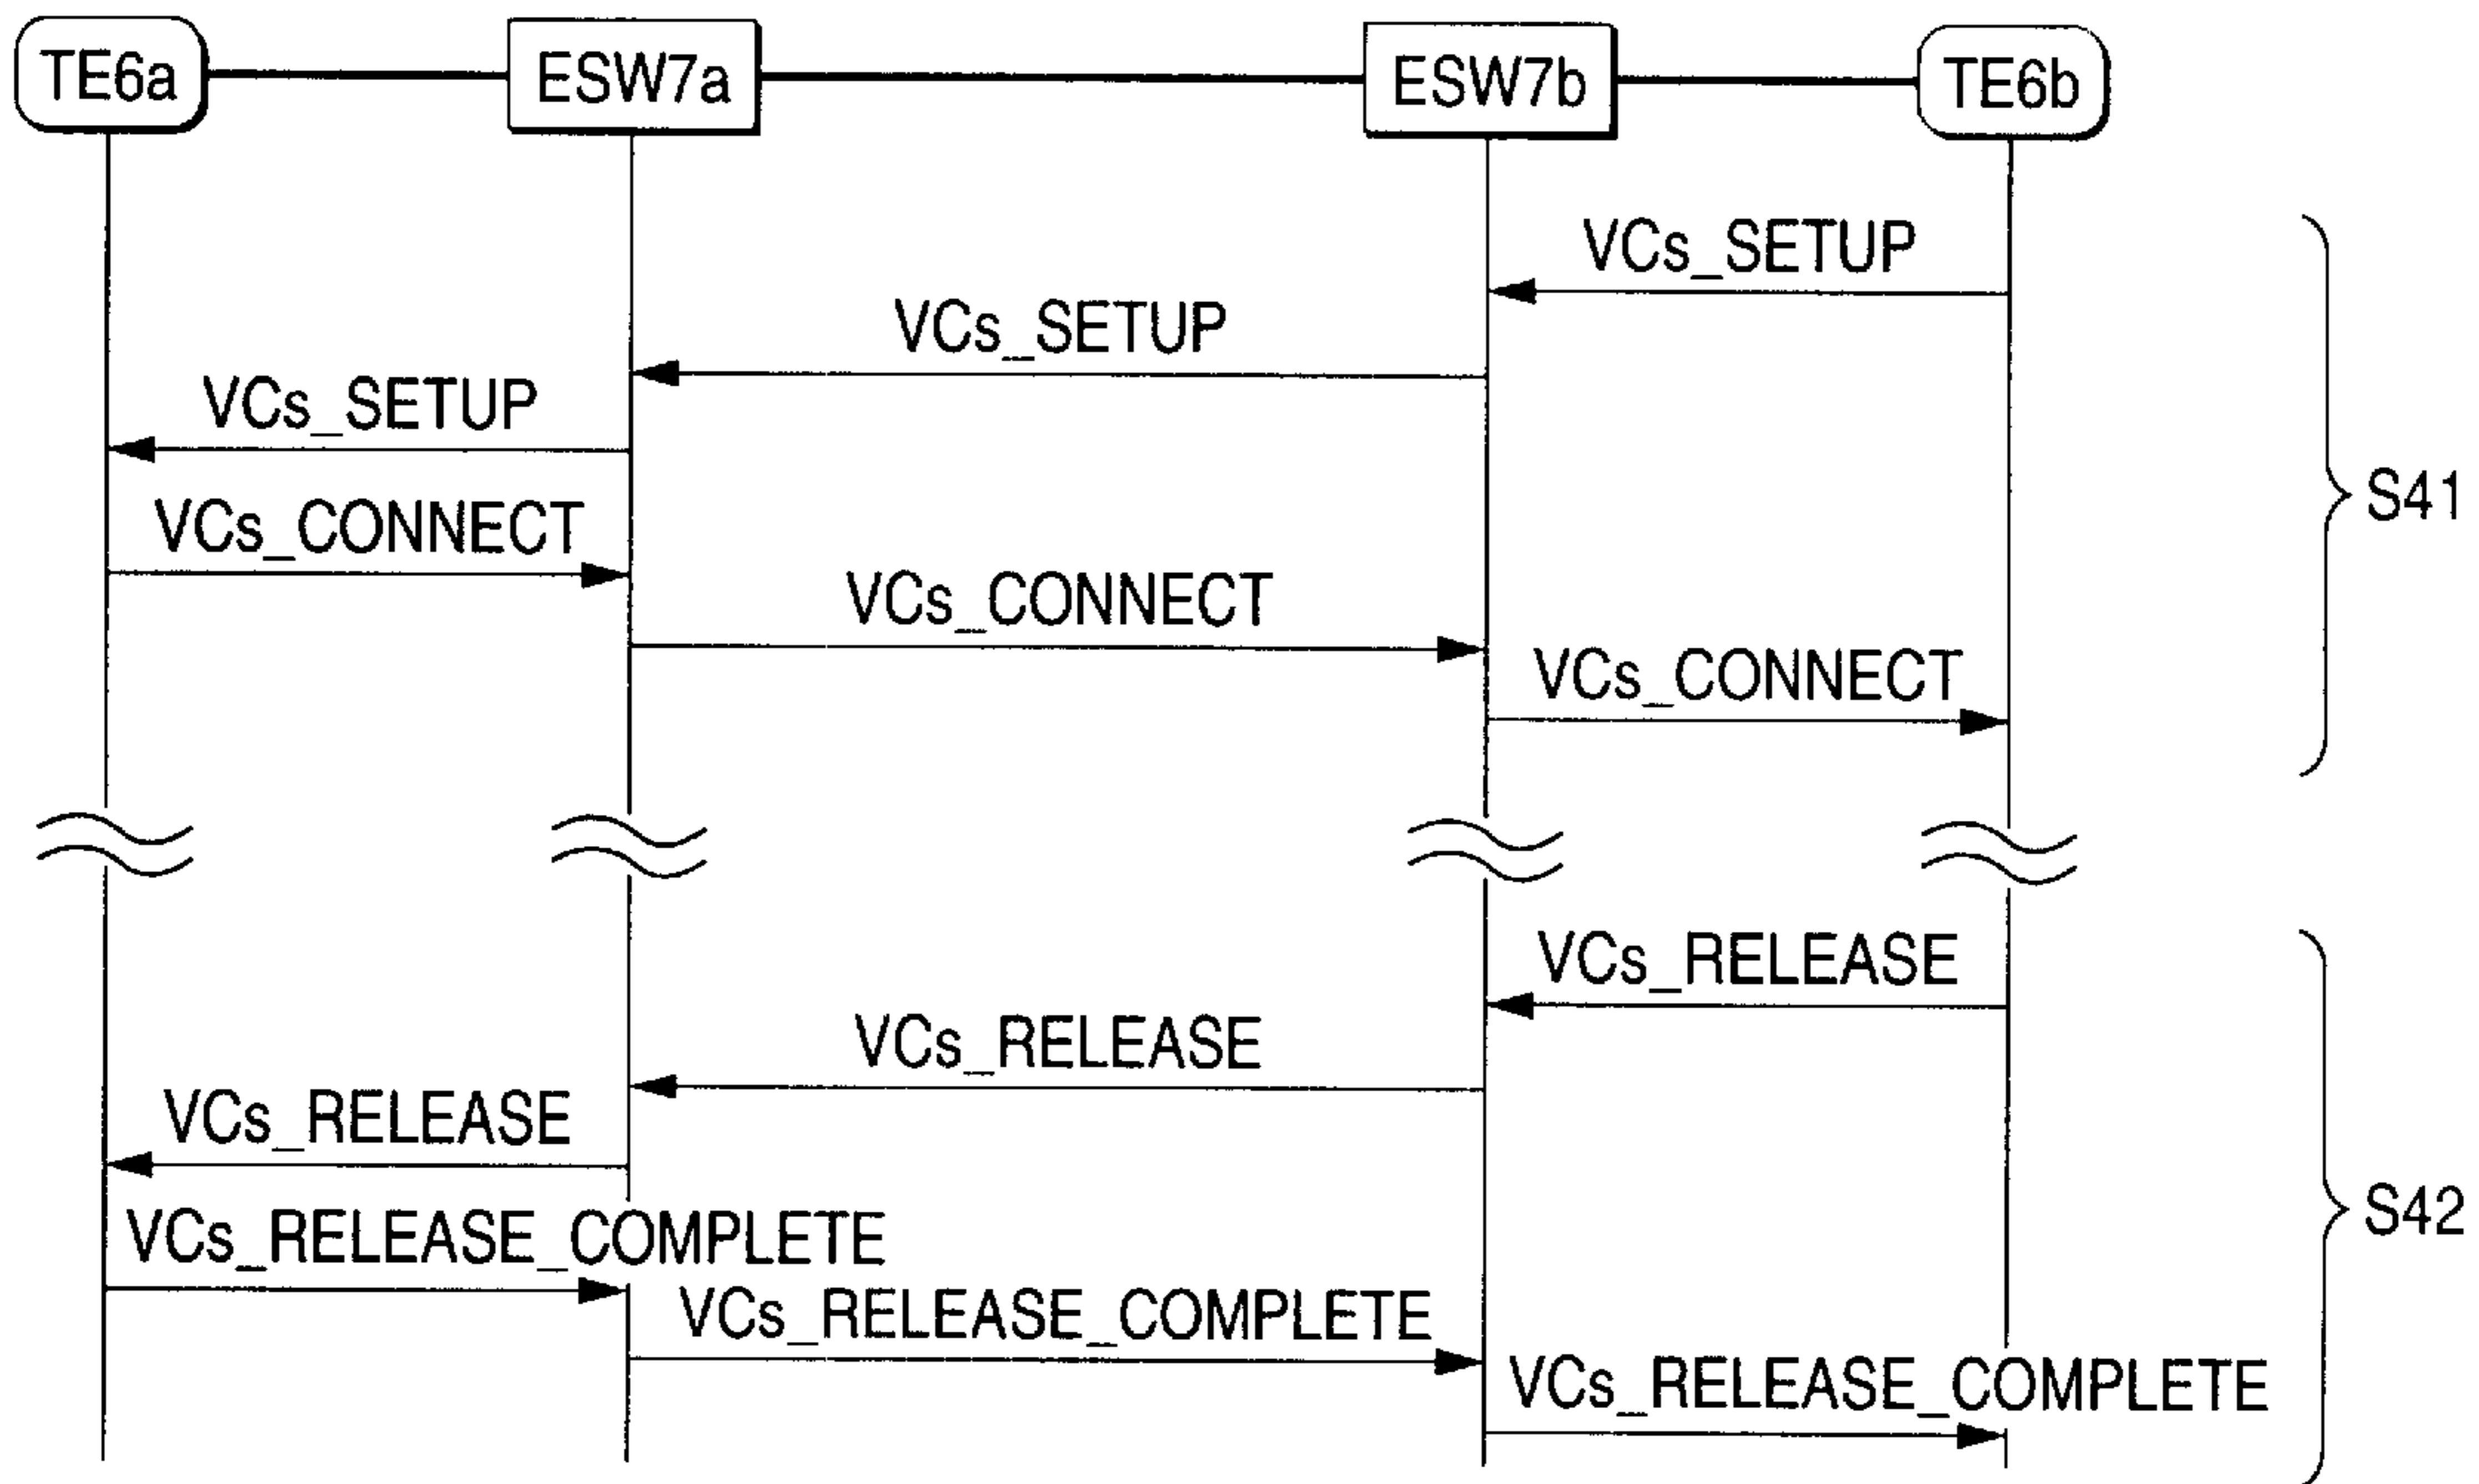 TE6a
ESW7a
ESW7b
TE6b
VCs_SETUP
VCs_SETUP
VCs_SETUP
VCs_CONNECT
S41
VCs_CONNECT
VCs_CONNECT
VCs_RELEASE
VCs_RELEASE
VCs_RELEASE
VCs_RELEASE_COMPLETE
S42
VCs_RELEASE_COMPLETE
VCs_RELEASE_COMPLETE